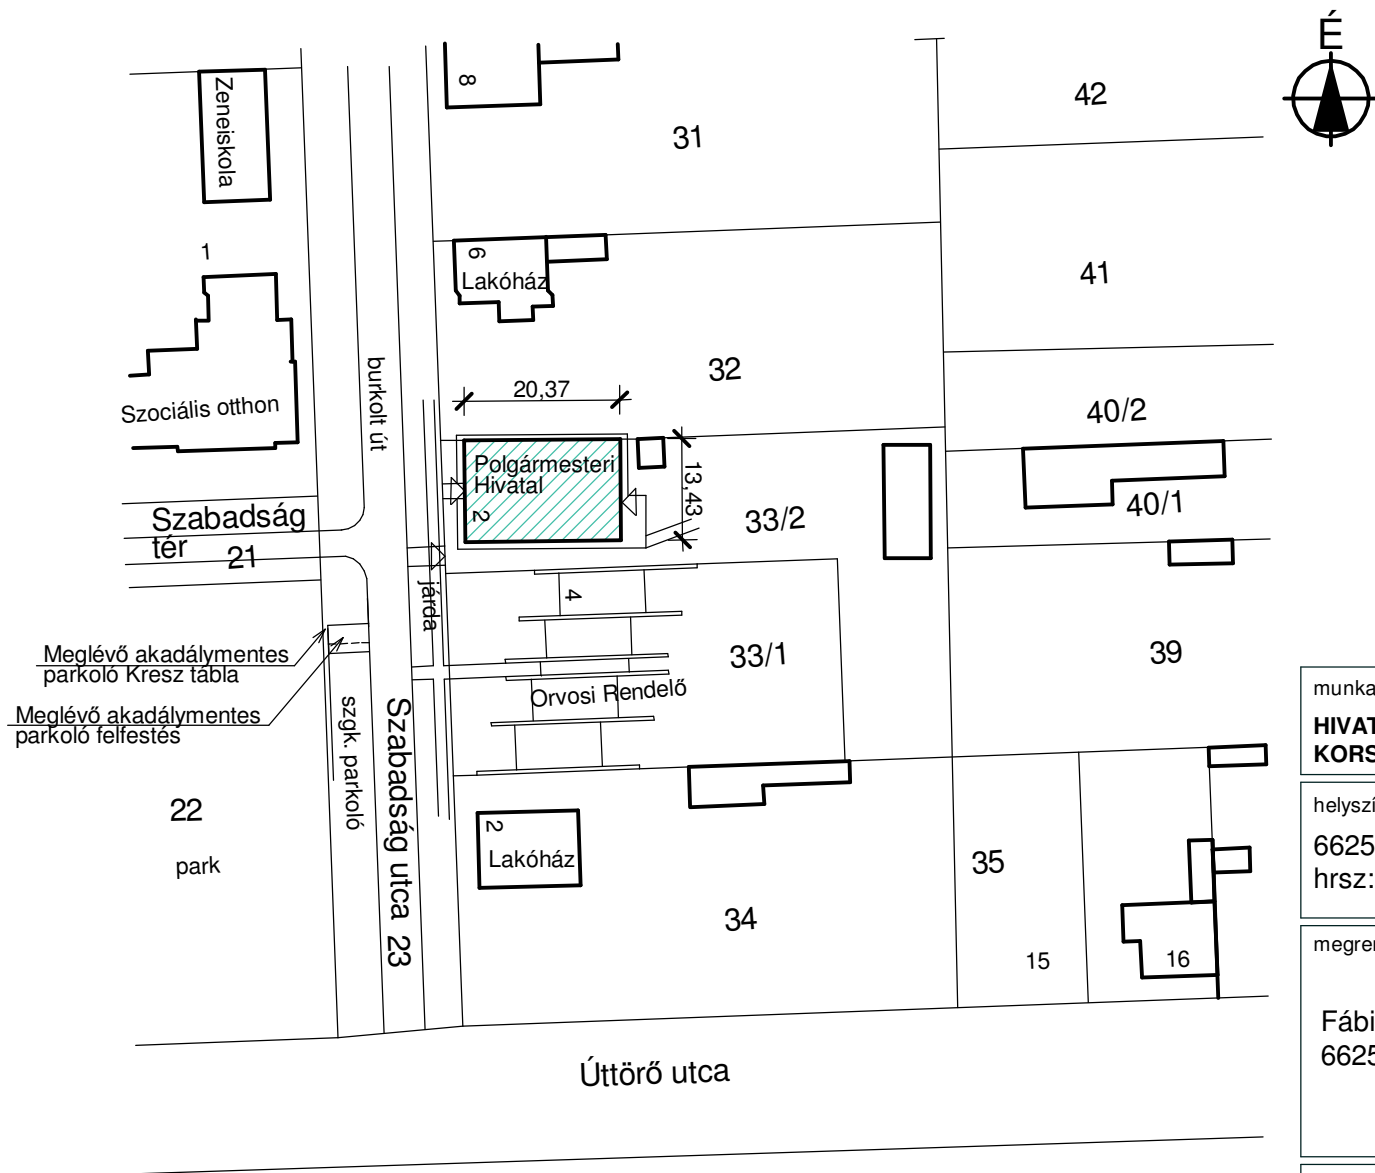 É
8
Zeneiskola
42
31
1
6
Lakóház
41
burkolt út
32
20,37
40/2
Szociális otthon
Polgármesteri
Hivatal
2
13,43
33/2
40/1
Szabadság
tér
21
járda
4
33/1
39
Meglévő akadálymentes
parkoló Kresz tábla
Orvosi Rendelő
Meglévő akadálymentes
parkoló felfestés
szgk. parkoló
Szabadság utca 23
22
park
2
Lakóház
35
34
15
16
Úttörő utca
munka
HIVAT
KORS
helyszí
6625
hrsz:
megre
Fábi
6625